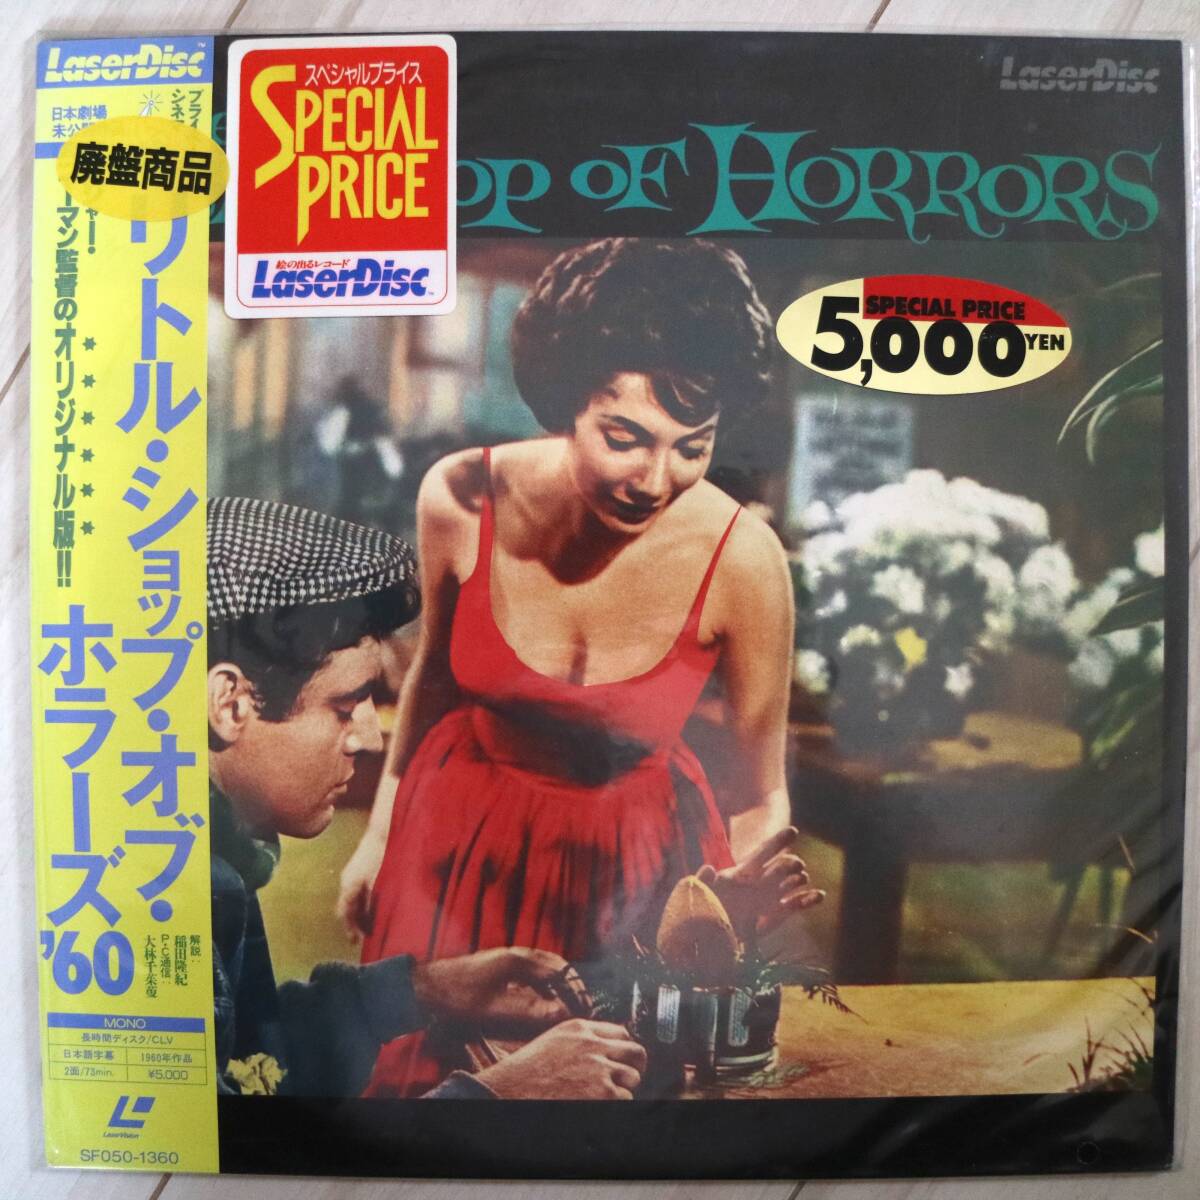 LaserDisc™
日本劇場
未公開
廃盤商品
マン監督のオリジナル版!!
リトル・ショップ・オブ・
ホラーズ
'60
解説:
稲田隆紀
P・C通信:
大林千茱萸
MONO
長時間ディスク/CLV
日本語字幕
1960年作品
2面/73min.
¥5,000
LaserVision
SF050-1360
スペシャルプライス
SPECIAL
PRICE
絵の出るレコード
LaserDisc™
LaserDisc
OP OF HORRORS
SPECIAL PRICE
5,000 YEN